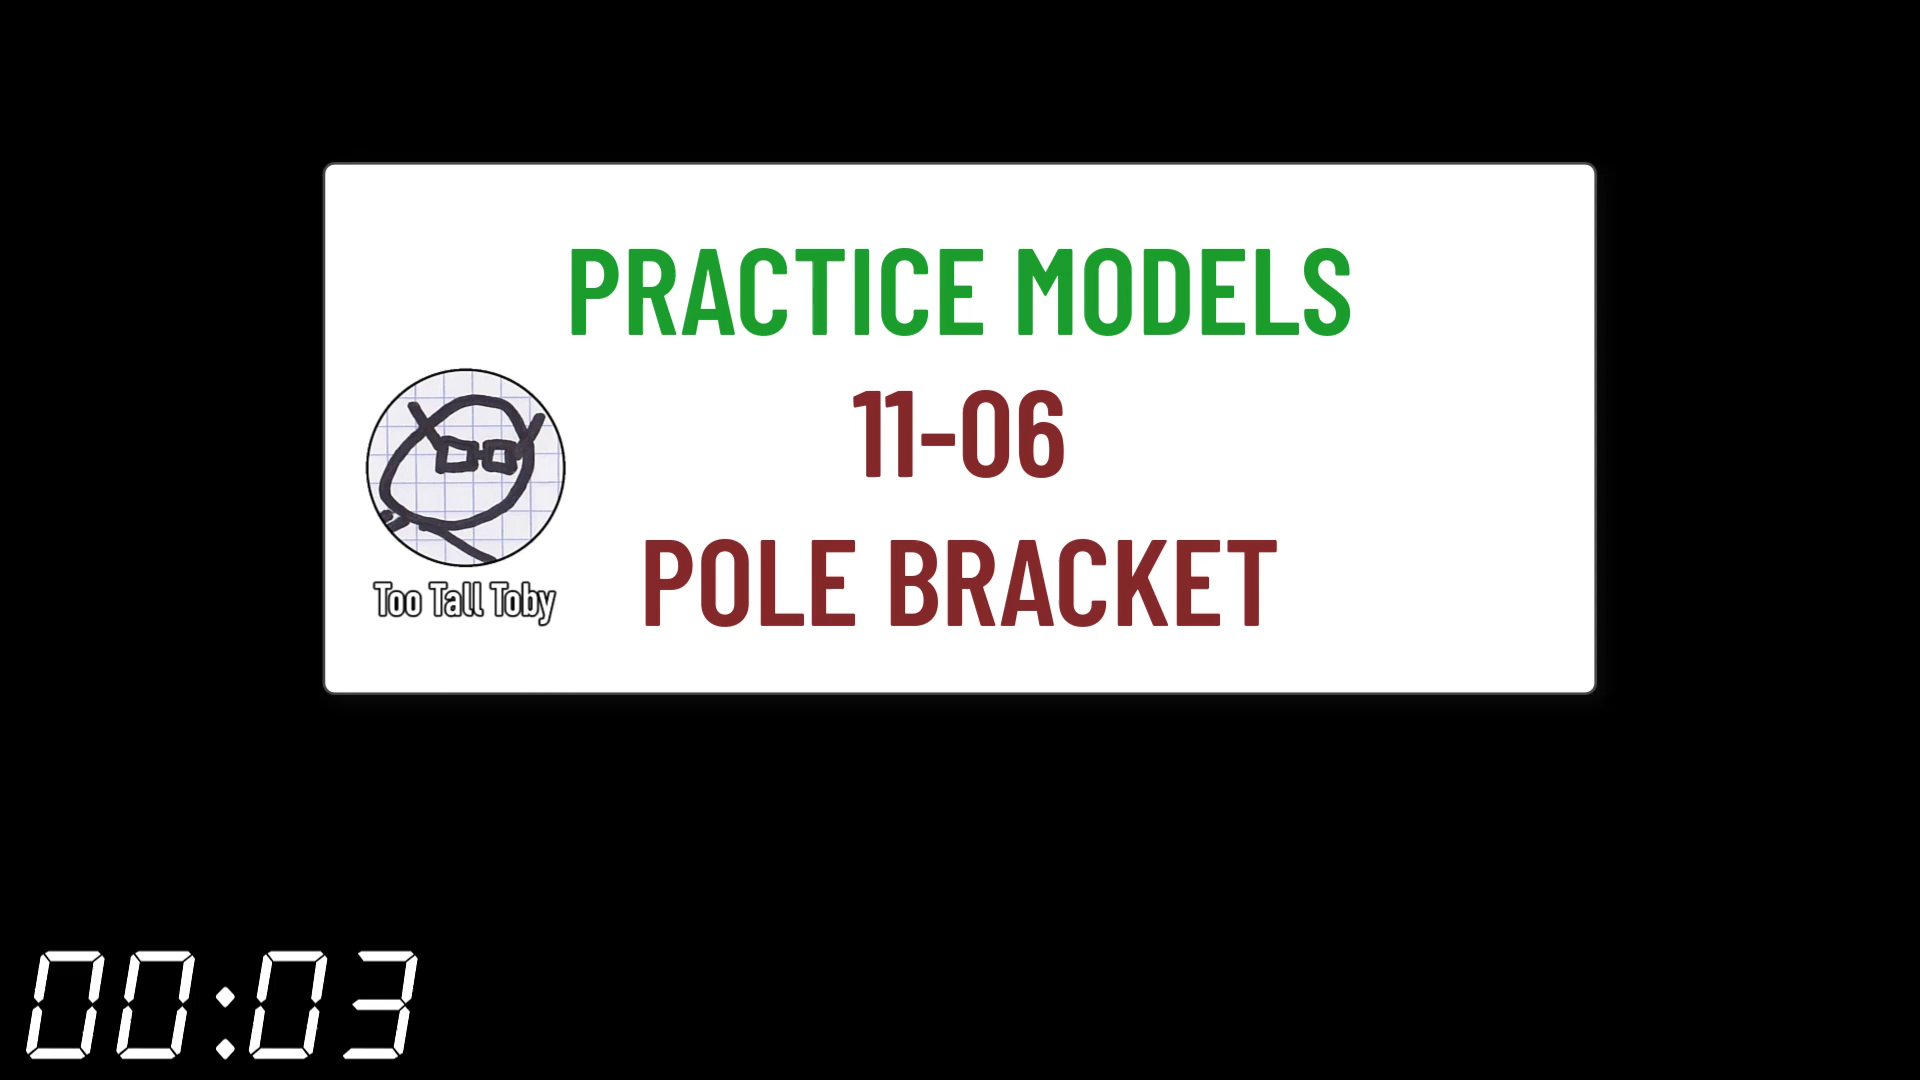 PRACTICE MODELS
11-06
POLE BRACKET
Too Tall Toby
00:03